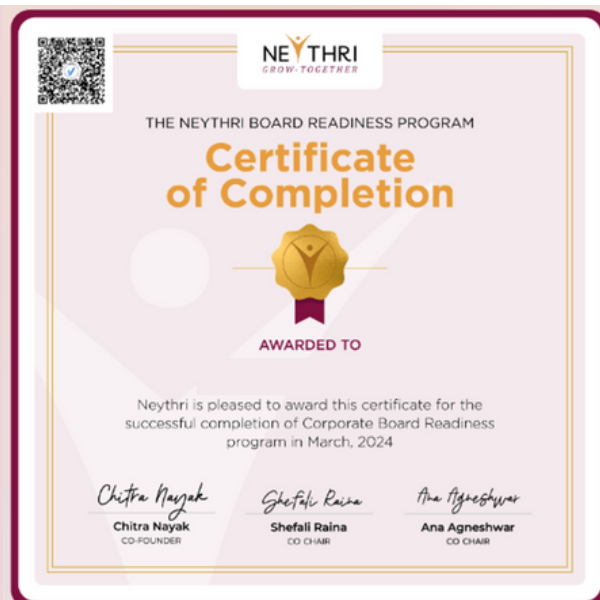 NEYTHRI
GROW-TOGETHER
THE NEYTHRI BOARD READINESS PROGRAM
Certificate
of Completion
AWARDED TO
Neythri is pleased to award this certificate for the
successful completion of Corporate Board Readiness
program in March, 2024
Chitra Nayak Shefali Raina Ana Agneshwar
Chitra Nayak Shefali Raina Ana Agneshwar
CO-FOUNDER CO CHAIR CO CHAIR